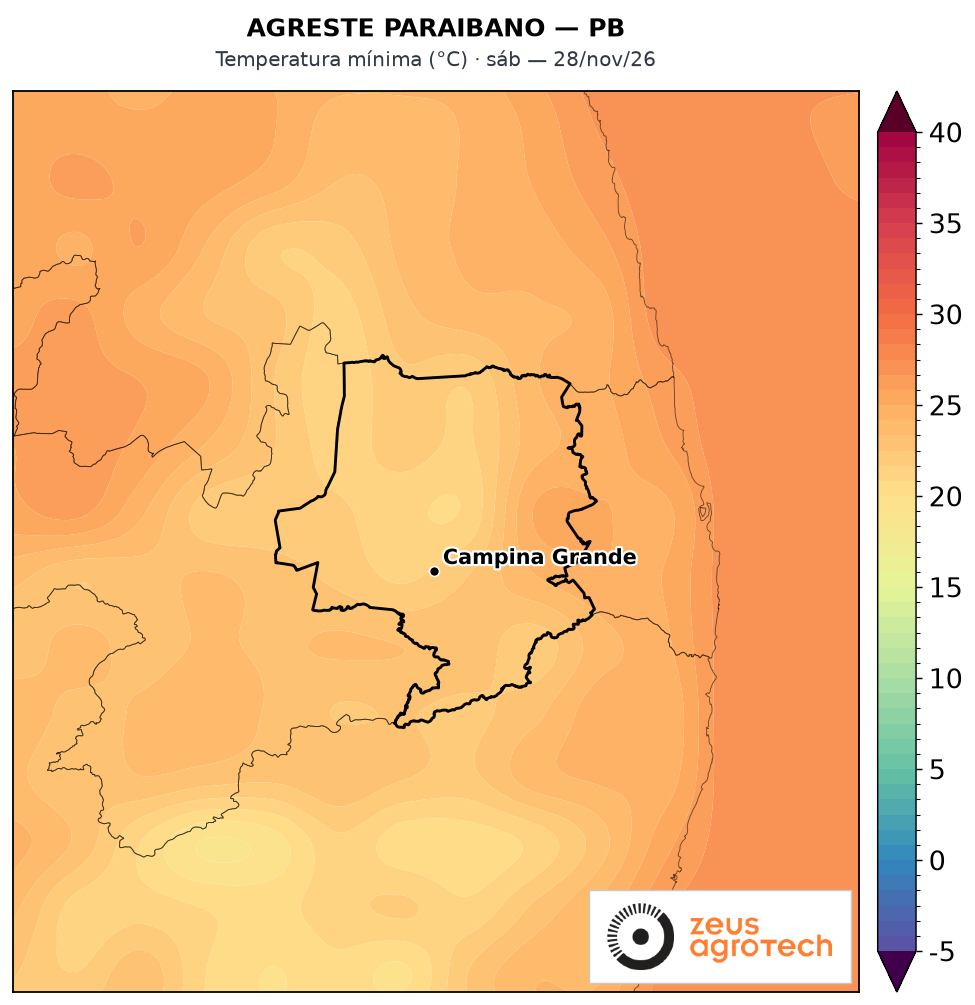 AGRESTE PARAIBANO — PB
Temperatura mínima (°C) · sáb — 28/nov/26
40
35
30
25
20
15
10
5
0
-5
Campina Grande
zeus
agrotech